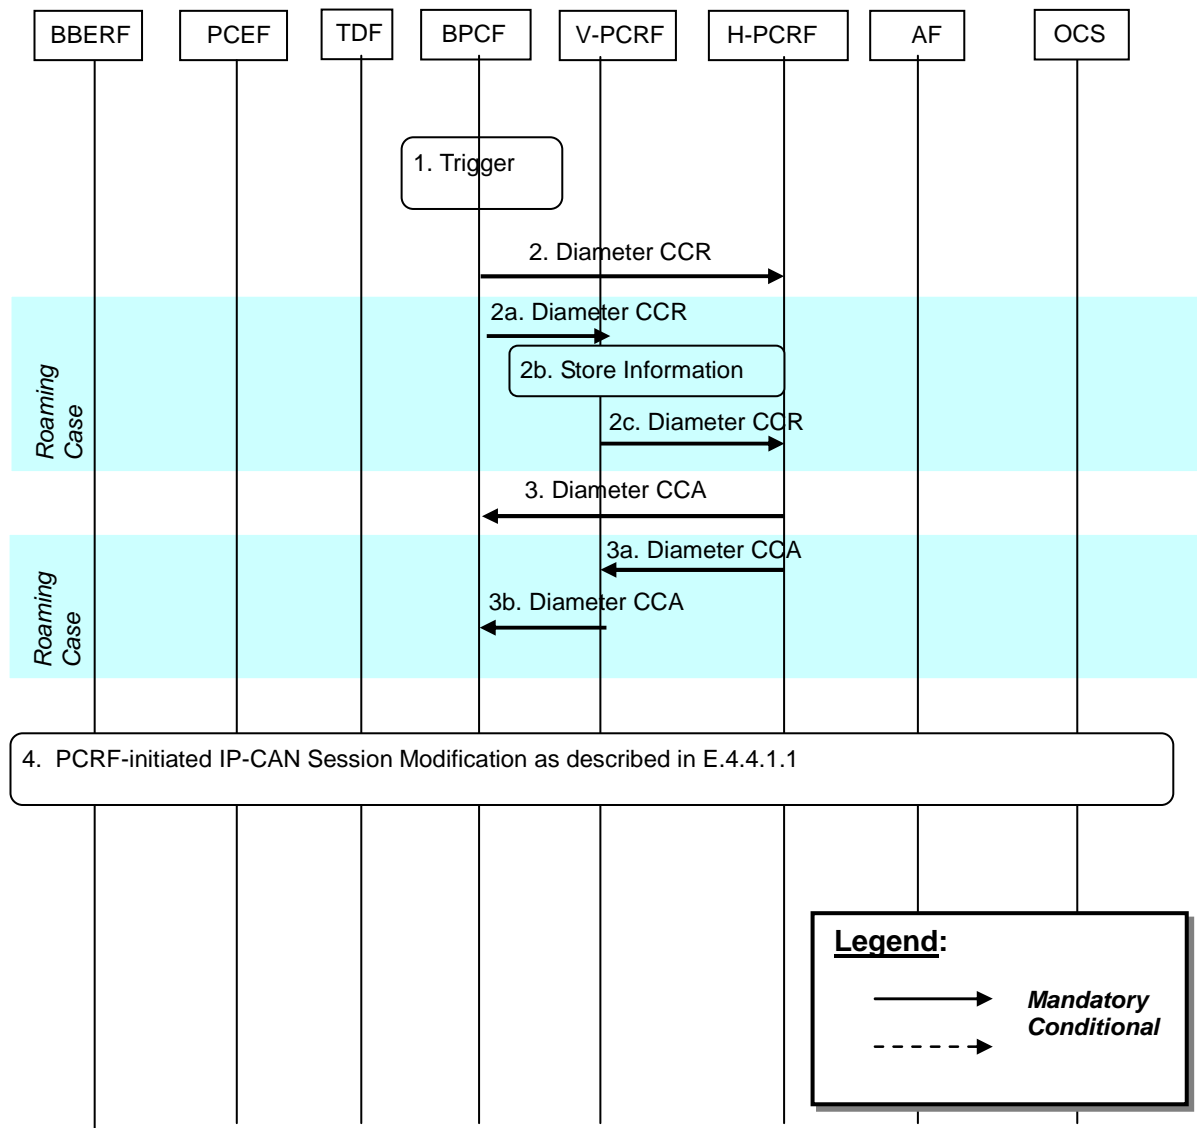 BBERF PCEF TDF BPCF V-PCRF H-PCRF AF OCS
1. Trigger
2. Diameter CCR
2a. Diameter CCR
2b. Store Information
2c. Diameter CCR
Roaming
Case
3. Diameter CCA
3a. Diameter CCA
3b. Diameter CCA
Roaming
Case
4. PCRF-initiated IP-CAN Session Modification as described in E.4.4.1.1
Legend:
Mandatory
Conditional